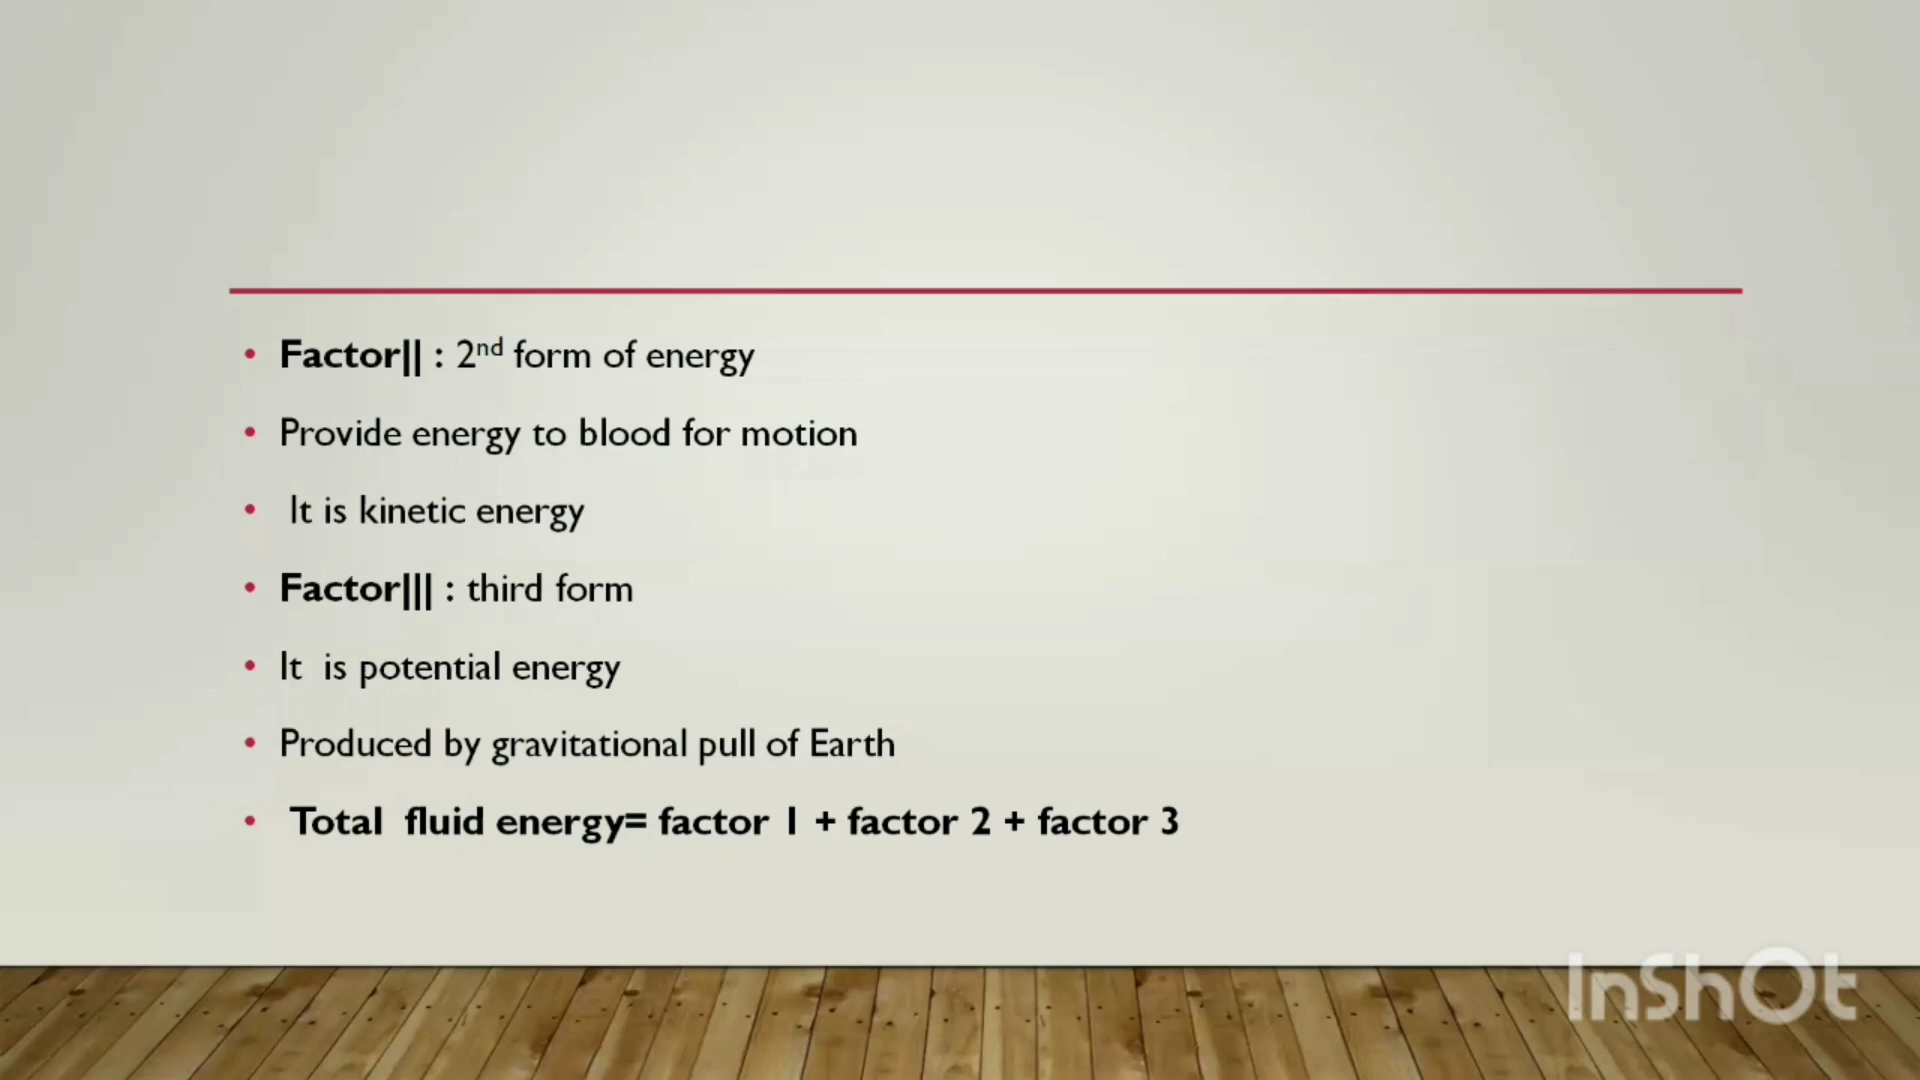 Factor|| : 2nd form of energy
Provide energy to blood for motion
It is kinetic energy
Factor||| : third form
It is potential energy
Produced by gravitational pull of Earth
Total fluid energy= factor 1 + factor 2 + factor 3
InShOt